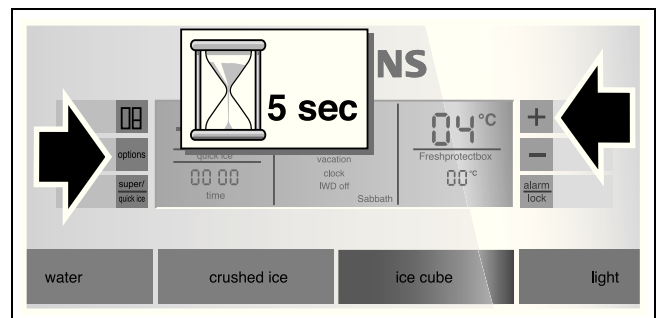 NS
5 sec
04 °C
+
options
quick ice
vacation
Freshprotectbox
−
00 00
clock
00 °C
super/
quick ice
time
IWD off
Sabbath
alarm
lock
water
crushed ice
ice cube
light